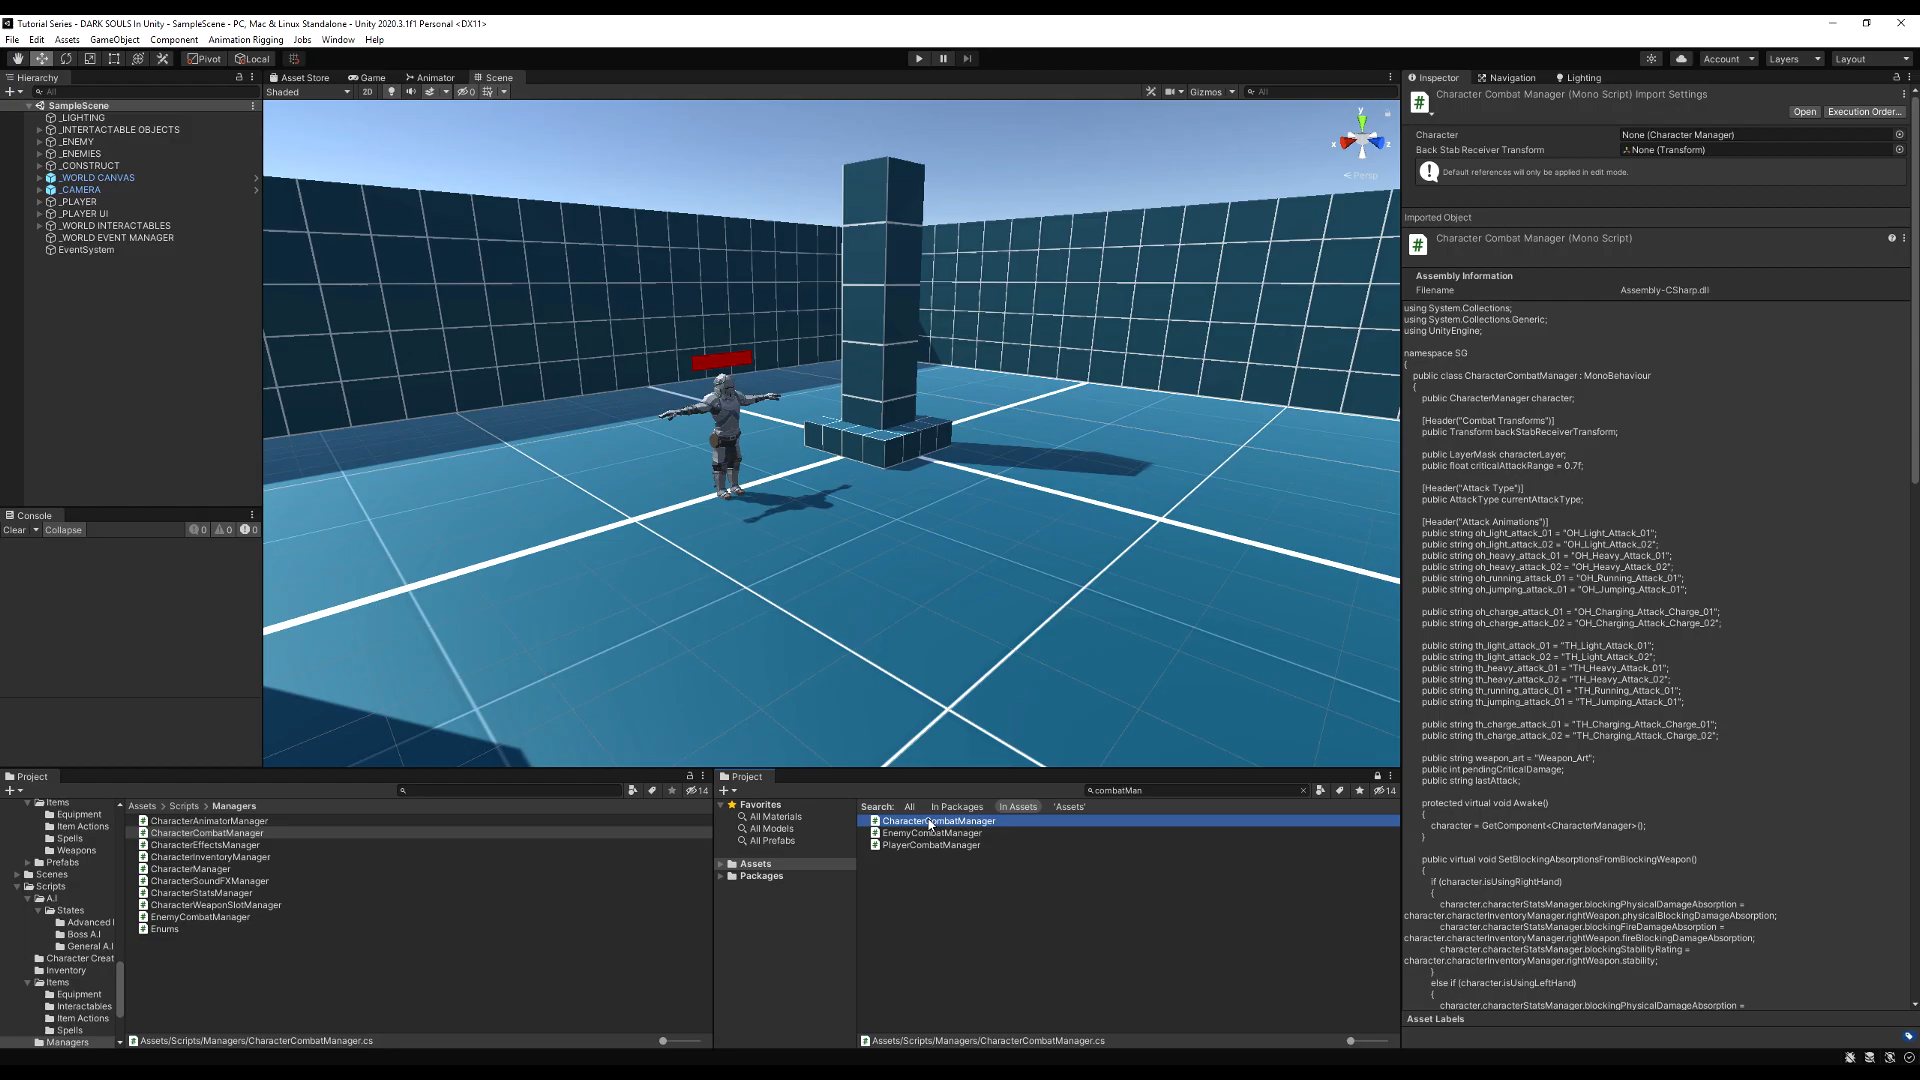 Tutorial Series - DARK SOULS In Unity - SampleScene - PC, Mac & Linux Standalone - Unity 2020.3.1f1 Personal <DX11>
File Edit Assets GameObject Component Animation Rigging Jobs Window Help
Pivot Local Account Layers Layout
Hierarchy
All
SampleScene
_LIGHTING
_INTERTACTABLE OBJECTS
_ENEMY
_ENEMIES
_CONSTRUCT
_WORLD CANVAS
_CAMERA
_PLAYER
_PLAYER UI
_WORLD INTERACTABLES
_WORLD EVENT MANAGER
EventSystem
Console
Clear Collapse 0 0 0
Asset Store Game Animator Scene
Shaded 2D 0 Gizmos All
y
x z
Persp
Inspector Navigation Lighting
Character Combat Manager (Mono Script) Import Settings
Open Execution Order...
Character None (Character Manager)
Back Stab Receiver Transform None (Transform)
Default references will only be applied in edit mode.
Imported Object
Character Combat Manager (Mono Script)
Assembly Information
Filename Assembly-CSharp.dll
using System.Collections;
using System.Collections.Generic;
using UnityEngine;
namespace SG
{
public class CharacterCombatManager : MonoBehaviour
{
public CharacterManager character;
[Header("Combat Transforms")]
public Transform backStabReceiverTransform;
public LayerMask characterLayer;
public float criticalAttackRange = 0.7f;
[Header("Attack Type")]
public AttackType currentAttackType;
[Header("Attack Animations")]
public string oh_light_attack_01 = "OH_Light_Attack_01";
public string oh_light_attack_02 = "OH_Light_Attack_02";
public string oh_heavy_attack_01 = "OH_Heavy_Attack_01";
public string oh_heavy_attack_02 = "OH_Heavy_Attack_02";
public string oh_running_attack_01 = "OH_Running_Attack_01";
public string oh_jumping_attack_01 = "OH_Jumping_Attack_01";
public string oh_charge_attack_01 = "OH_Charging_Attack_Charge_01";
public string oh_charge_attack_02 = "OH_Charging_Attack_Charge_02";
public string th_light_attack_01 = "TH_Light_Attack_01";
public string th_light_attack_02 = "TH_Light_Attack_02";
public string th_heavy_attack_01 = "TH_Heavy_Attack_01";
public string th_heavy_attack_02 = "TH_Heavy_Attack_02";
public string th_running_attack_01 = "TH_Running_Attack_01";
public string th_jumping_attack_01 = "TH_Jumping_Attack_01";
public string th_charge_attack_01 = "TH_Charging_Attack_Charge_01";
public string th_charge_attack_02 = "TH_Charging_Attack_Charge_02";
public string weapon_art = "Weapon_Art";
public int pendingCriticalDamage;
public string lastAttack;
protected virtual void Awake()
{
character = GetComponent<CharacterManager>();
}
public virtual void SetBlockingAbsorptionsFromBlockingWeapon()
{
if (character.isUsingRightHand)
{
character.characterStatsManager.blockingPhysicalDamageAbsorption =
character.characterInventoryManager.rightWeapon.physicalBlockingDamageAbsorption;
character.characterStatsManager.blockingFireDamageAbsorption =
character.characterInventoryManager.rightWeapon.fireBlockingDamageAbsorption;
character.characterStatsManager.blockingStabilityRating =
character.characterInventoryManager.rightWeapon.stability;
}
else if (character.isUsingLeftHand)
{
character.characterStatsManager.blockingPhysicalDamageAbsorption =
Asset Labels
Project
14
Items
Equipment
Item Actions
Spells
Weapons
Prefabs
Scenes
Scripts
A.I
States
Advanced
Boss A.I
General A.I
Character Creat
Inventory
Items
Equipment
Interactables
Item Actions
Spells
Managers
Assets > Scripts > Managers
CharacterAnimatorManager
CharacterCombatManager
CharacterEffectsManager
CharacterInventoryManager
CharacterManager
CharacterSoundFXManager
CharacterStatsManager
CharacterWeaponSlotManager
EnemyCombatManager
Enums
Assets/Scripts/Managers/CharacterCombatManager.cs
Project
combatMan 14
Favorites
All Materials
All Models
All Prefabs
Assets
Packages
Search: All In Packages In Assets 'Assets'
CharacterCombatManager
EnemyCombatManager
PlayerCombatManager
Assets/Scripts/Managers/CharacterCombatManager.cs